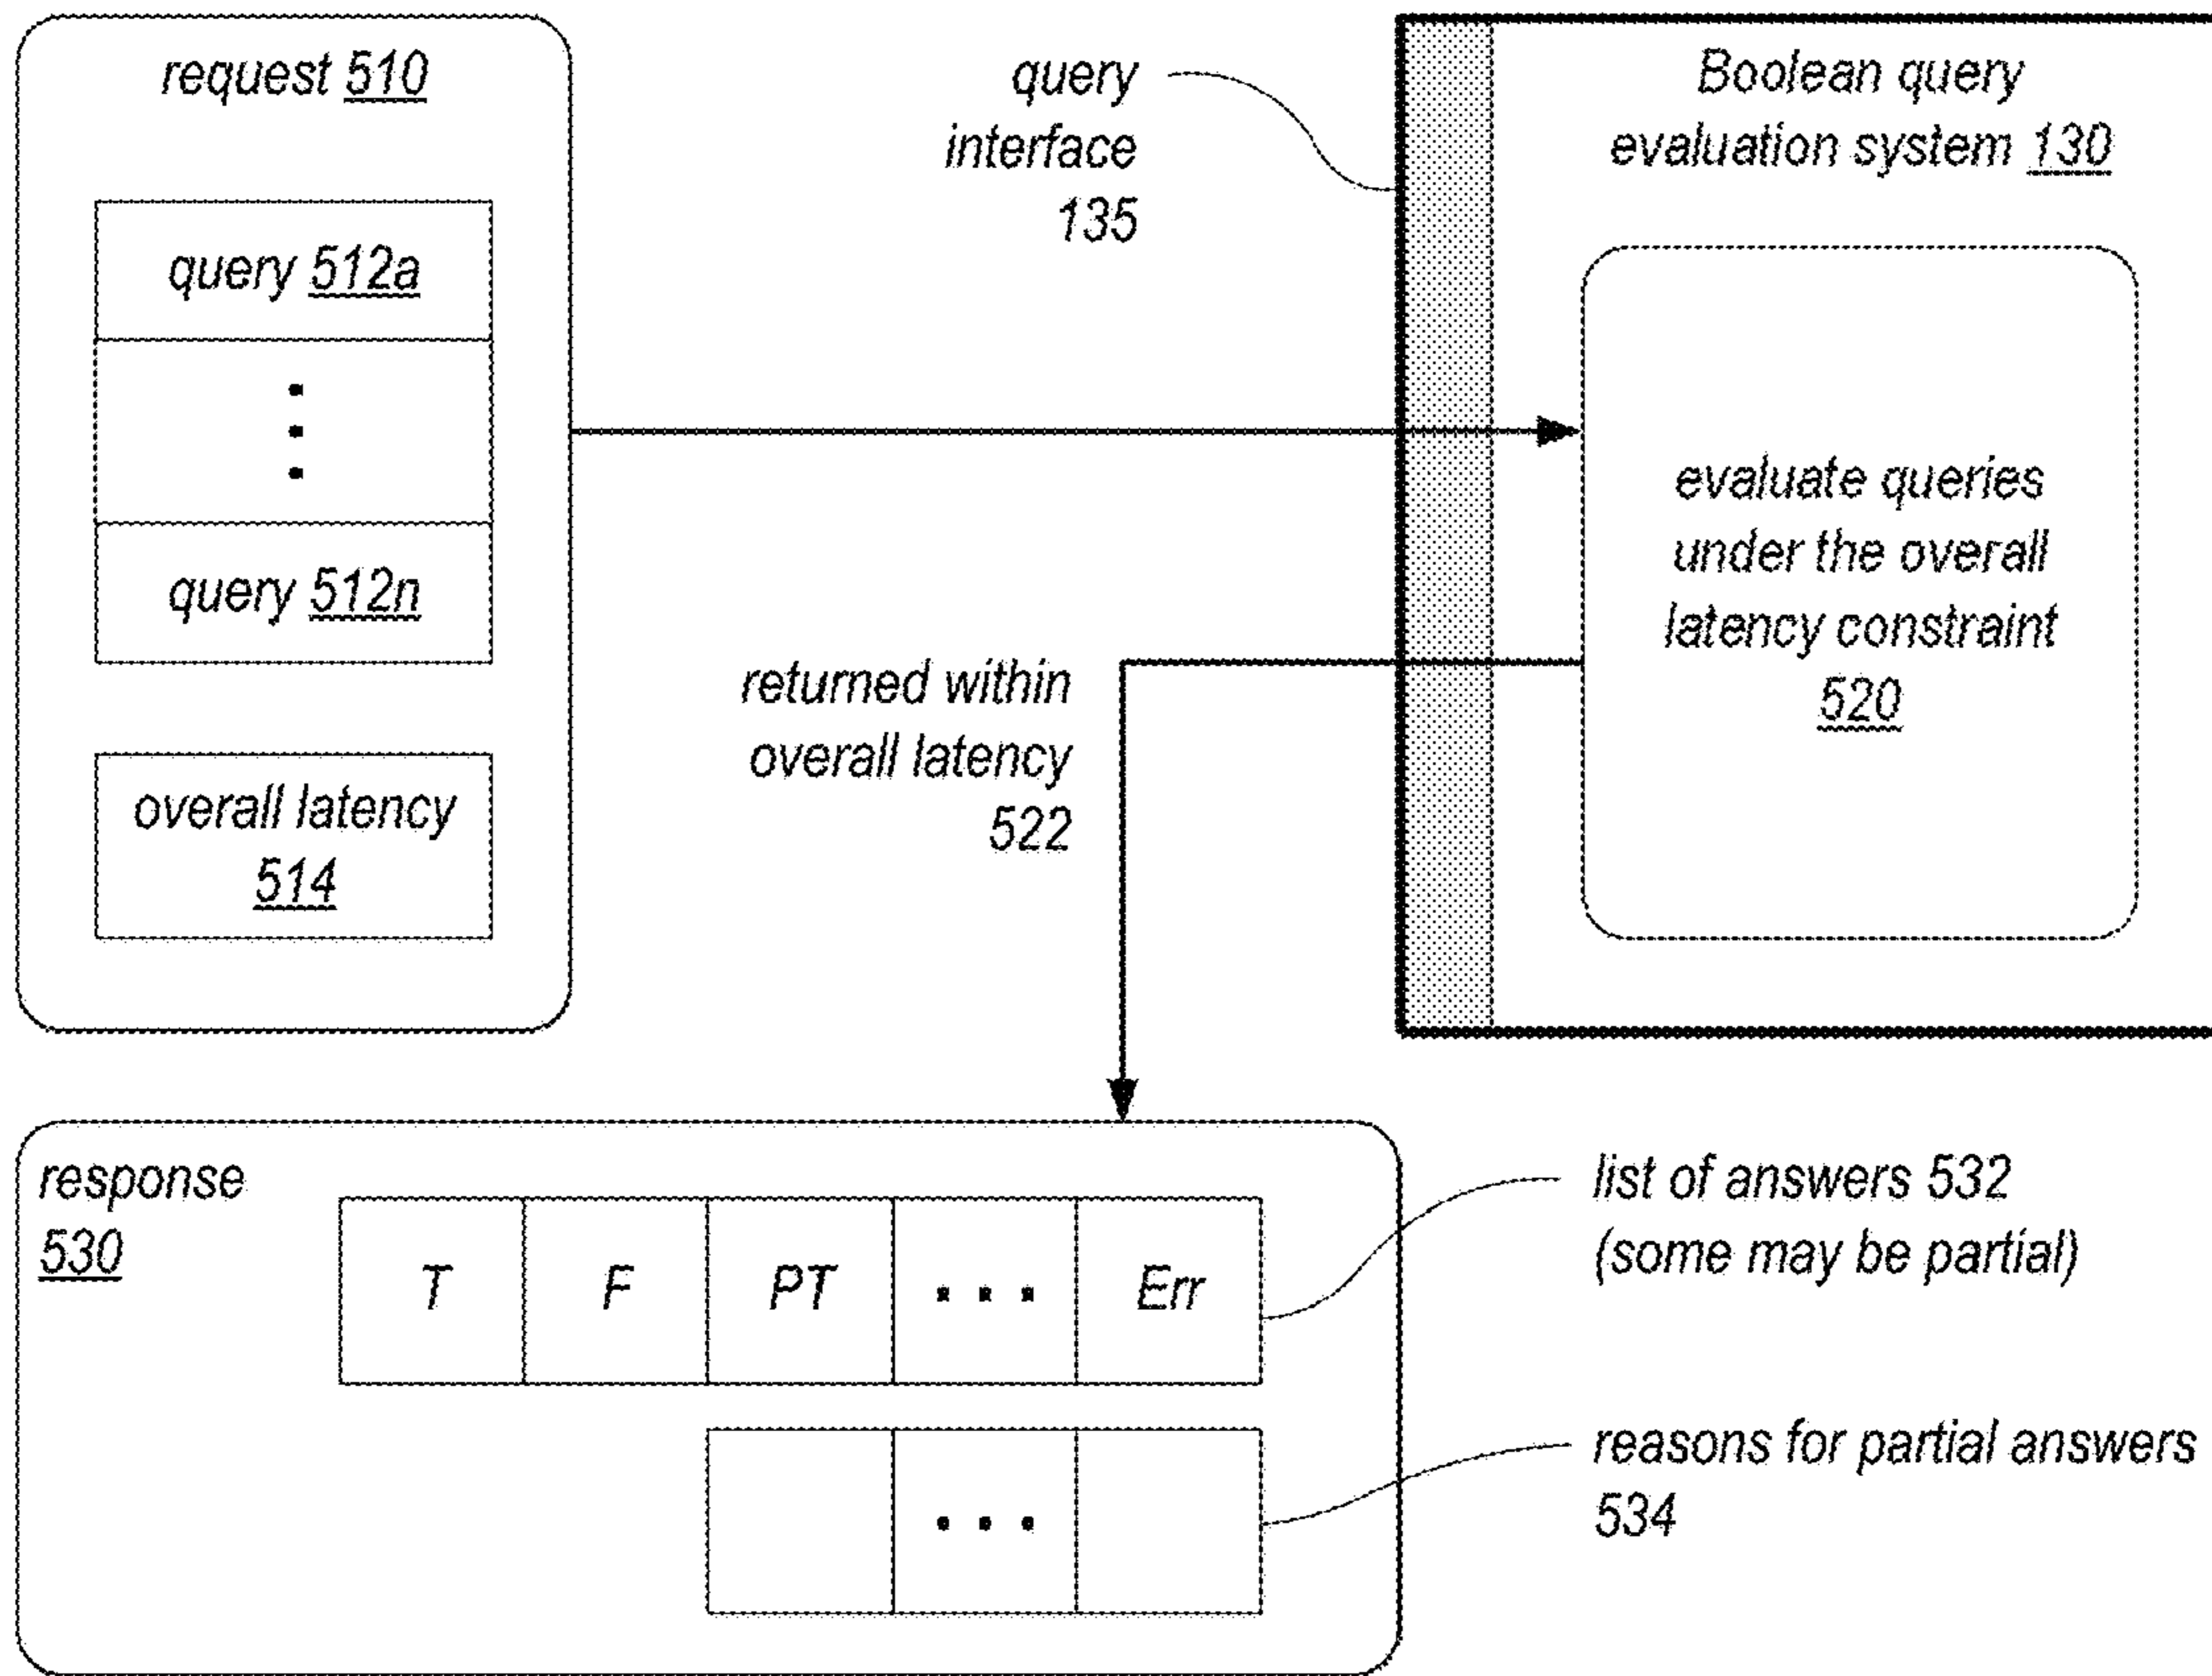 request 510
query 512a
query 512n
overall latency
514
query
interface
135
Boolean query
evaluation system 130
evaluate queries
under the overall
latency constraint
520
returned within
overall latency
522
response
530
T F PT ... Err
list of answers 532
(some may be partial)
...
reasons for partial answers
534